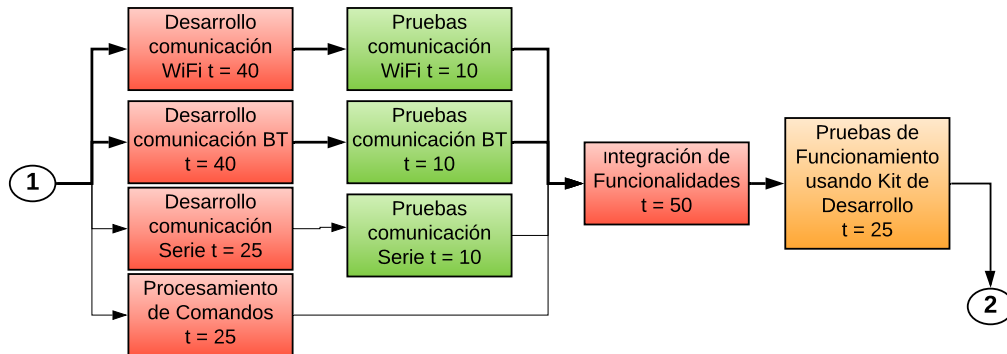 1
Desarrollo
comunicación
WiFi t = 40
Pruebas
comunicación
WiFi t = 10
Desarrollo
comunicación BT
t = 40
Pruebas
comunicación BT
t = 10
Desarrollo
comunicación
Serie t = 25
Pruebas
comunicación
Serie t = 10
Procesamiento
de Comandos
t = 25
Integración de
Funcionalidades
t = 50
Pruebas de
Funcionamiento
usando Kit de
Desarrollo
t = 25
2